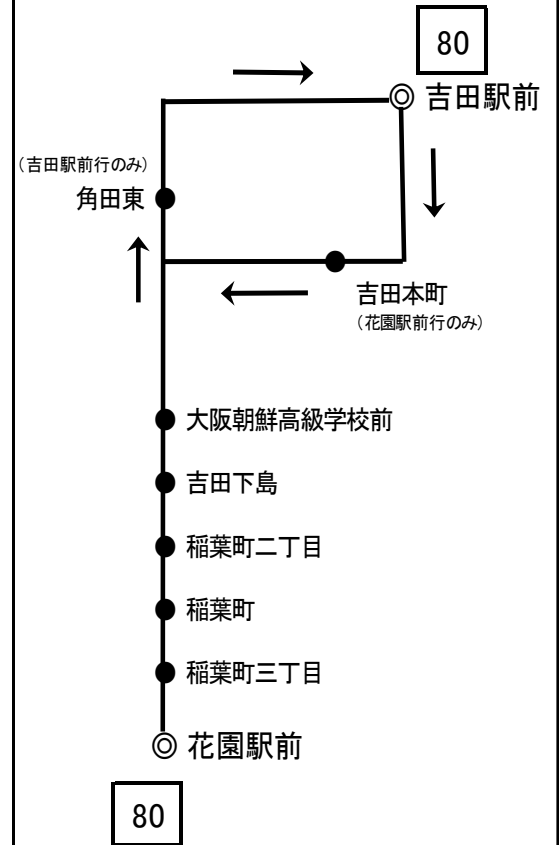 80
吉田駅前
(吉田駅前行のみ)
角田東
吉田本町
(花園駅前行のみ)
大阪朝鮮高級学校前
吉田下島
稲葉町二丁目
稲葉町
稲葉町三丁目
花園駅前
80